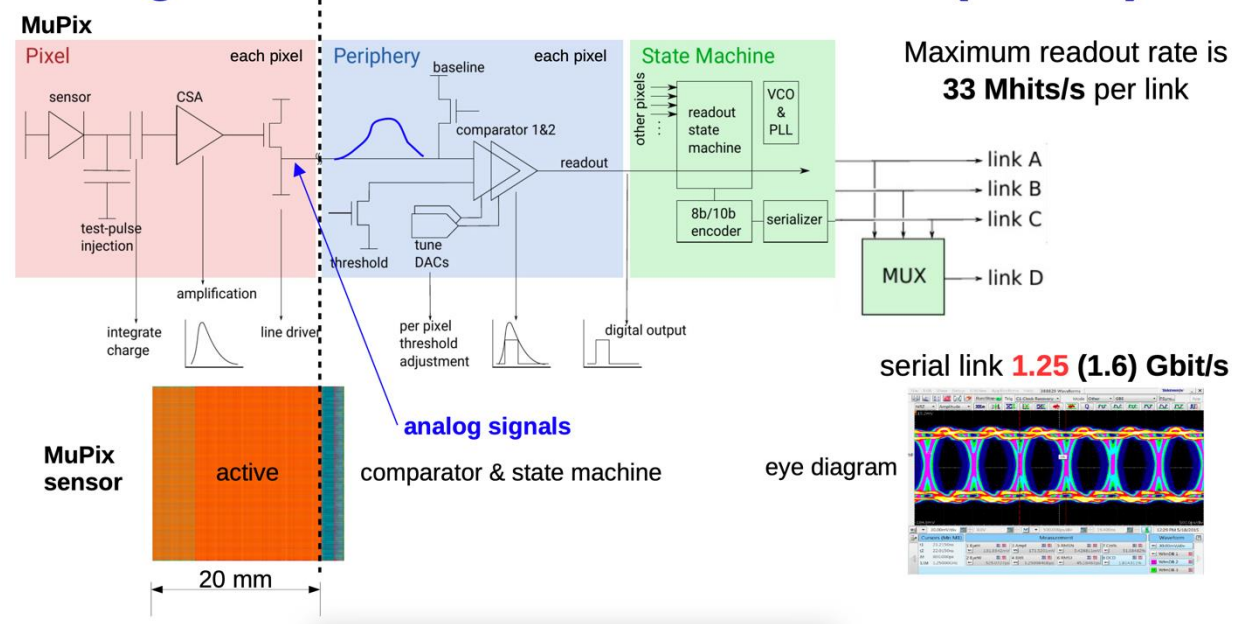 MuPix
Pixel
each pixel
sensor
CSA
test-pulse
injection
amplification
integrate
charge
line driver
Periphery
each pixel
baseline
comparator 1&2
readout
threshold
tune
DACs
per pixel
threshold
adjustment
digital output
State Machine
other pixels
...
readout
state
machine
VCO
&
PLL
8b/10b
encoder
serializer
link A
link B
link C
MUX
link D
Maximum readout rate is
33 Mhits/s per link
serial link 1.25 (1.6) Gbit/s
eye diagram
analog signals
comparator & state machine
MuPix
sensor
active
20 mm